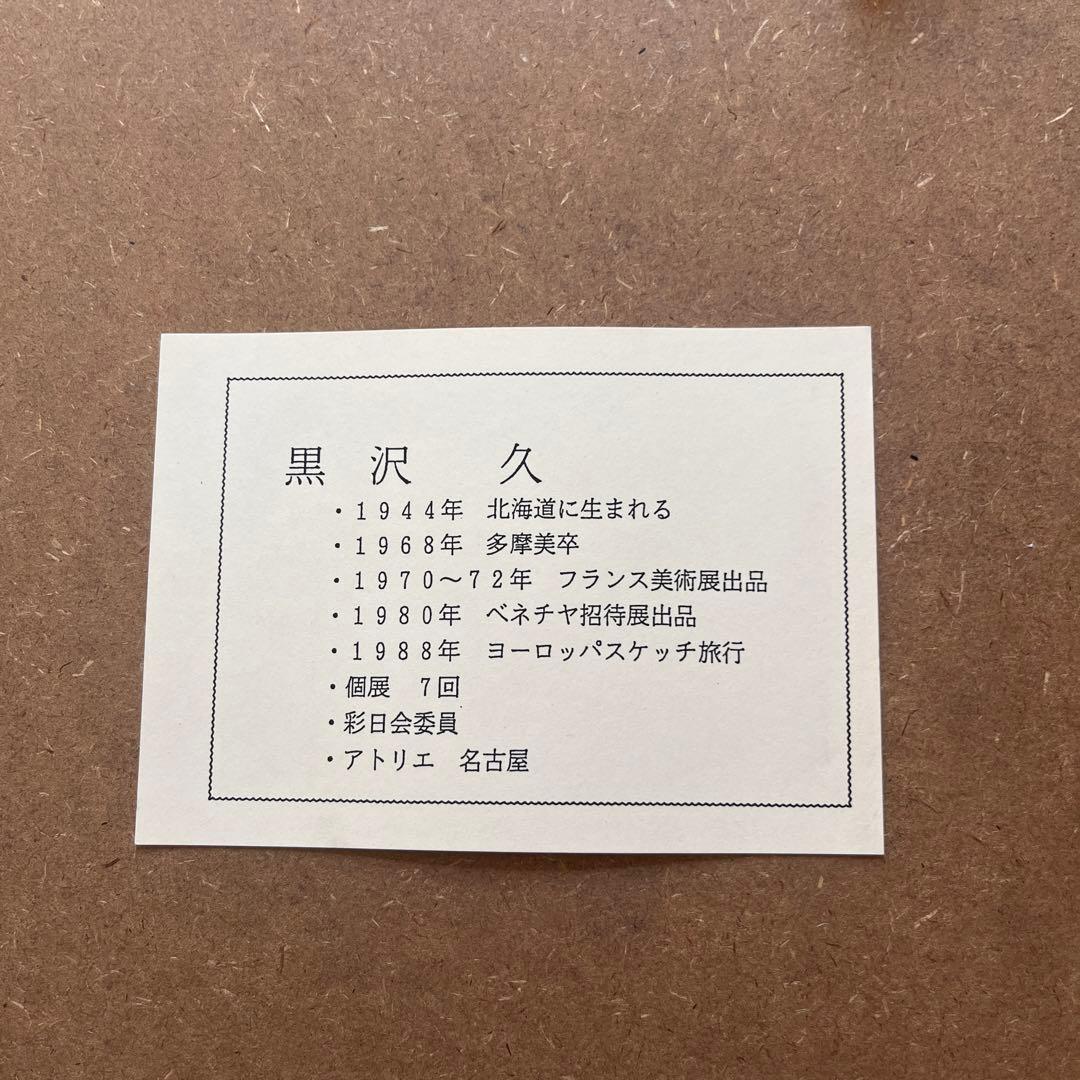 黒沢　久
・１９４４年　北海道に生まれる
・１９６８年　多摩美卒
・１９７０〜７２年　フランス美術展出品
・１９８０年　ベネチヤ招待展出品
・１９８８年　ヨーロッパスケッチ旅行
・個展　７回
・彩日会委員
・アトリエ　名古屋